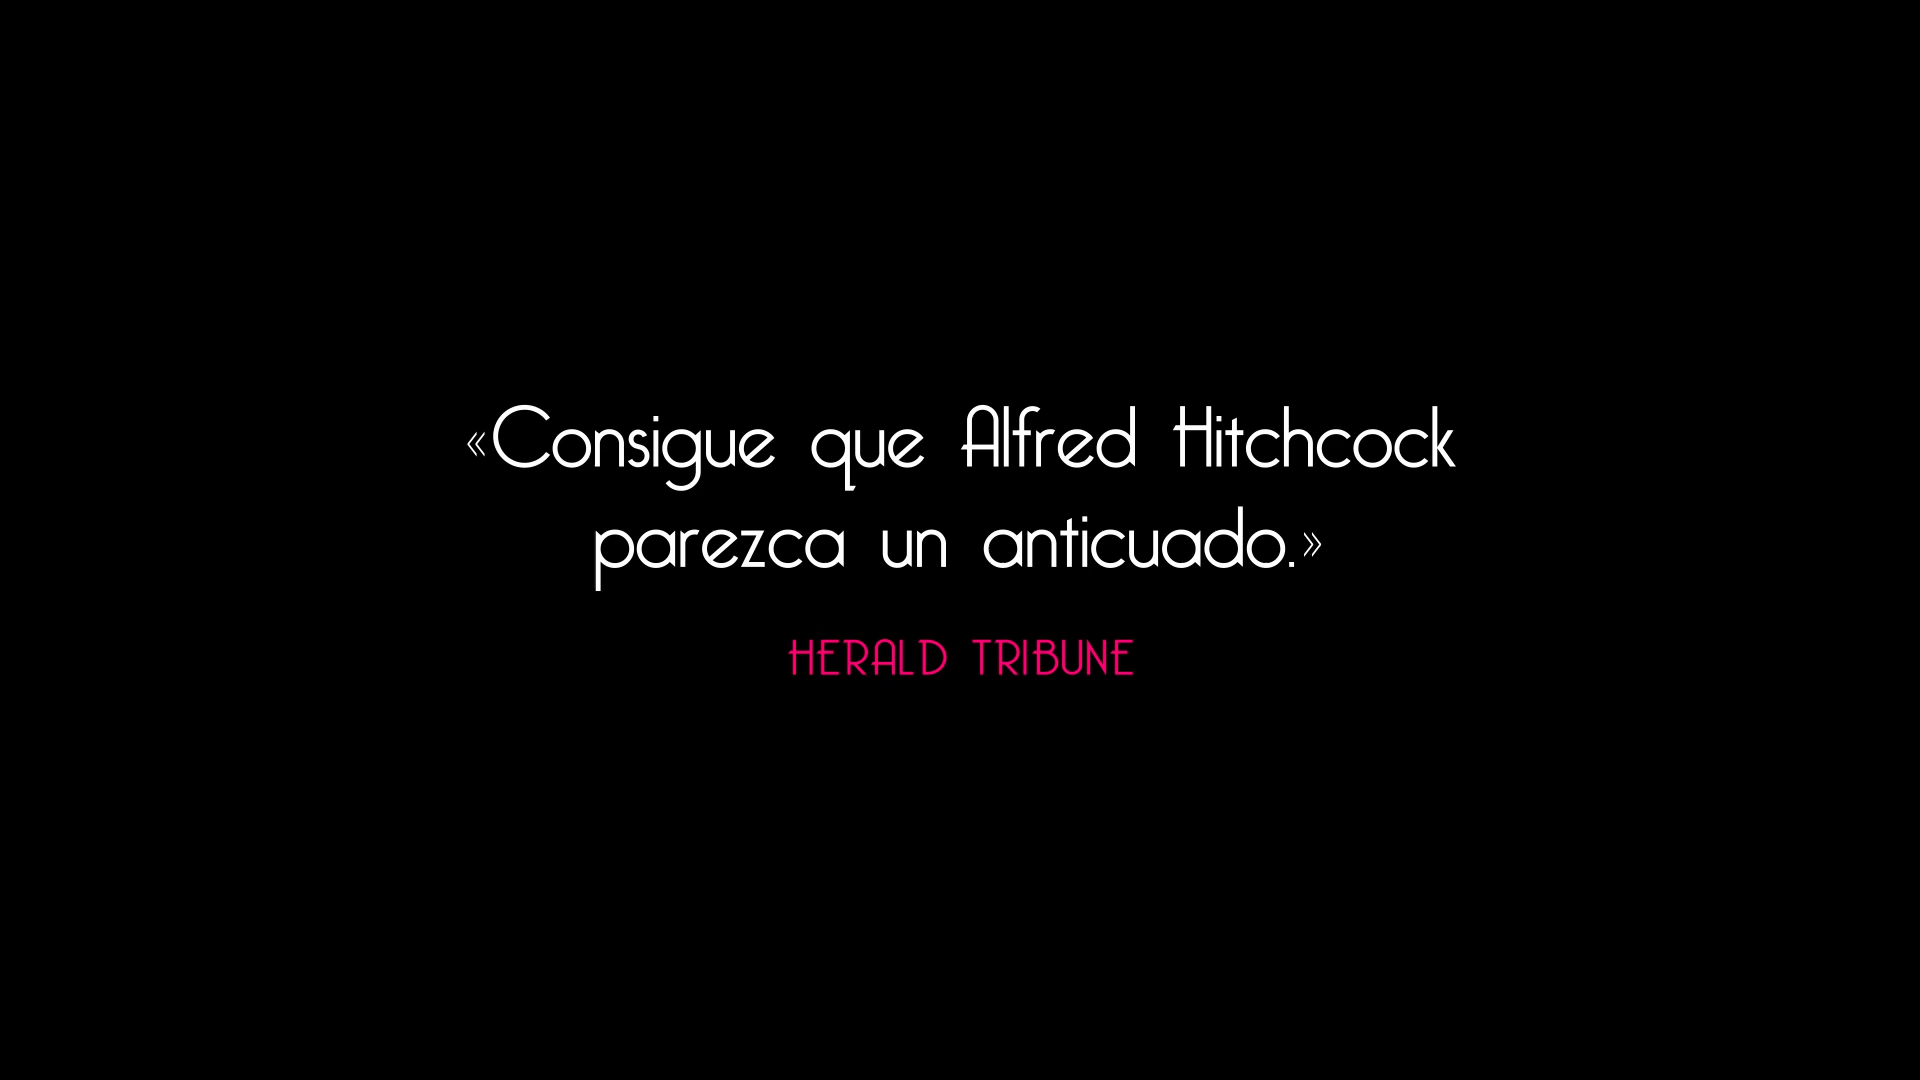 «Consigue que Alfred Hitchcock
parezca un anticuado.»
HERALD TRIBUNE